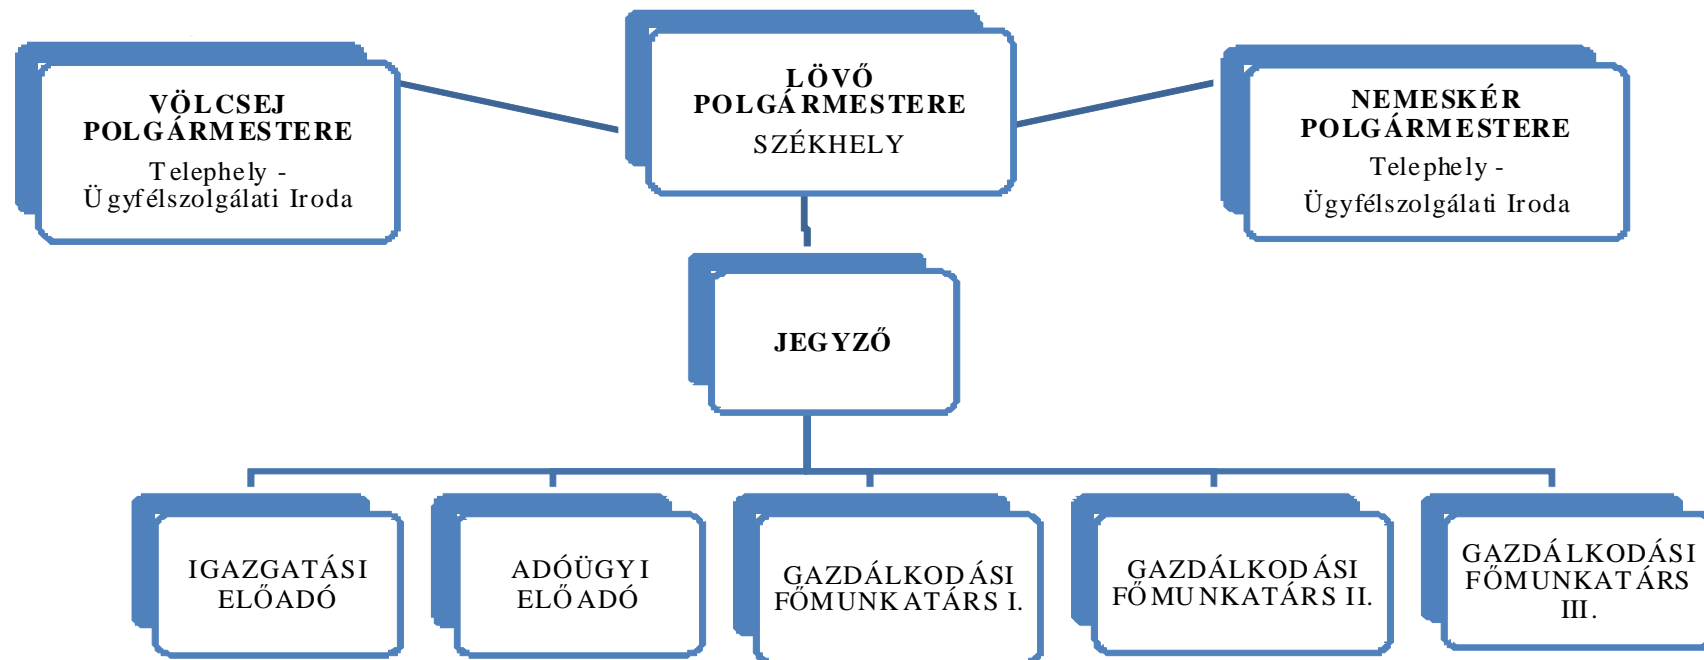 VÖLCSEJ
POLGÁRMESTERE
Telephely -
Ügyfélszolgálati Iroda
LÖVŐ
POLGÁRMESTERE
SZÉKHELY
NEMESKÉR
POLGÁRMESTERE
Telephely -
Ügyfélszolgálati Iroda
JEGYZŐ
IGAZGATÁSI
ELŐADÓ
ADÓÜGYI
ELŐADÓ
GAZDÁLKODÁSI
FŐMUNKATÁRS I.
GAZDÁLKODÁSI
FŐMUNKATÁRS II.
GAZDÁLKODÁSI
FŐMUNKATÁRS
III.